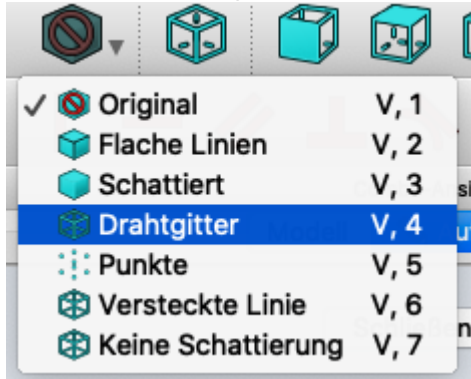 Original V, 1
Flache Linien V, 2
Schattiert V, 3
Drahtgitter V, 4
Punkte V, 5
Versteckte Linie V, 6
Keine Schattierung V, 7